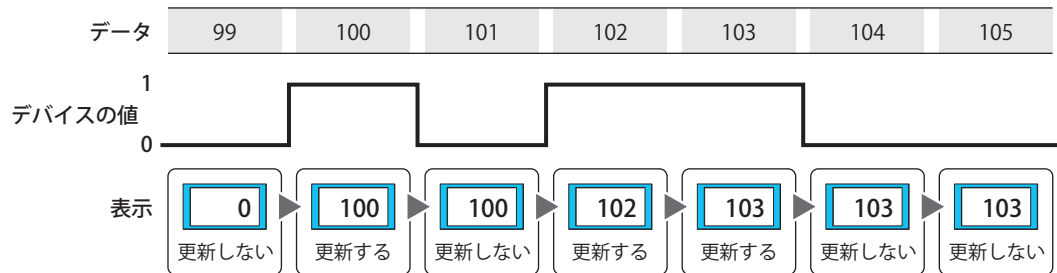 データ 99 100 101 102 103 104 105
1
デバイスの値
0
表示 0 100 100 102 103 103 103
更新しない 更新する 更新しない 更新する 更新する 更新しない 更新しない